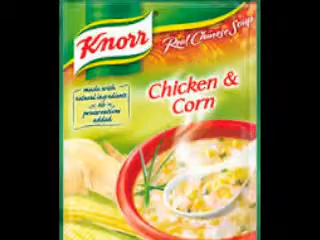 Knorr
Real Chinese Soup
Chicken &
Corn
made with
natural ingredients
no
preservatives
added